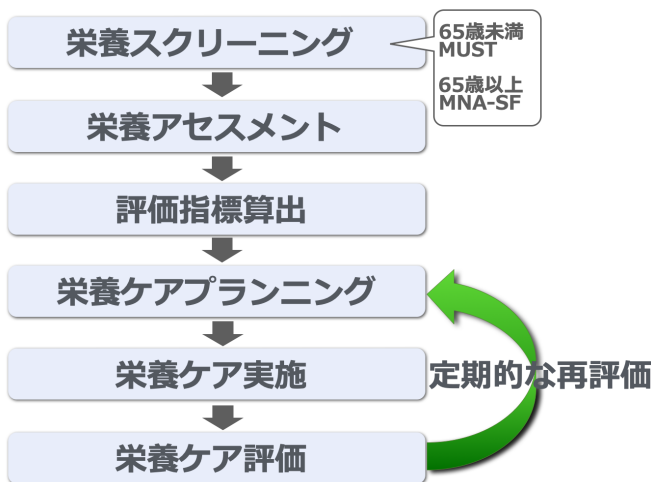 栄養スクリーニング
65歳未満
MUST
65歳以上
MNA-SF
栄養アセスメント
評価指標算出
栄養ケアプランニング
栄養ケア実施
定期的な再評価
栄養ケア評価